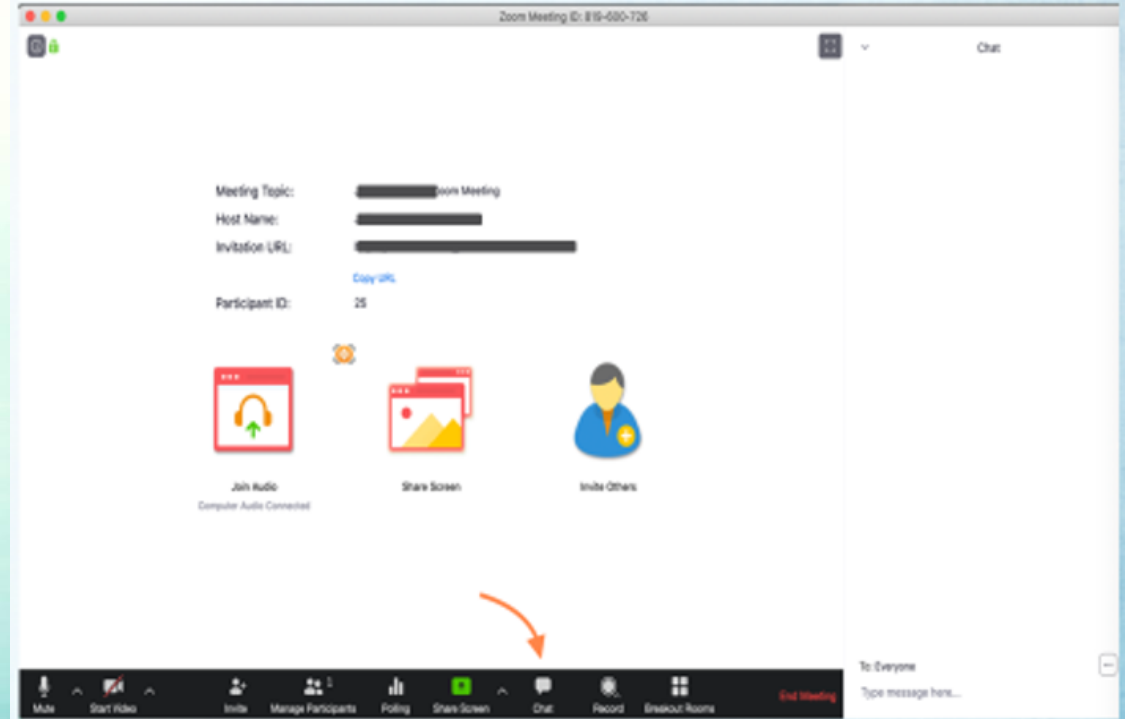 Zoom Meeting ID: 819-600-726
Chat
Meeting Topic: oom Meeting
Host Name:
Invitation URL:
Copy URL
Participant ID: 25
Join Audio
Share Screen
Invite Others
Computer Audio Connected
To: Everyone
Type message here...
1
Mute
Start Video
Invite
Manage Participants
Polling
Share Screen
Chat
Record
Breakout Rooms
End Meeting